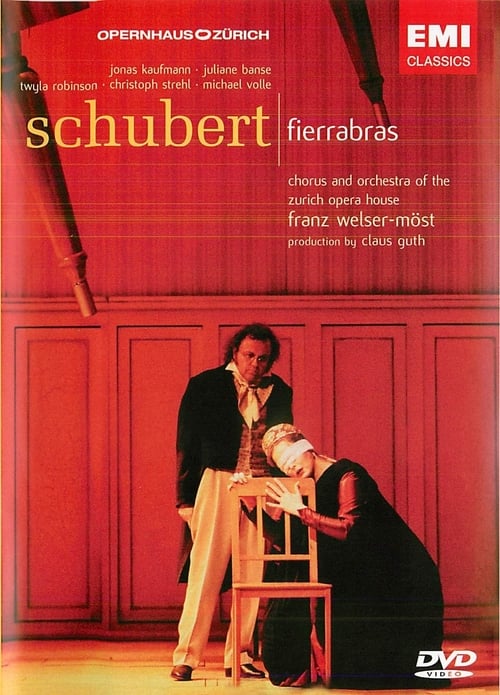 OPERNHAUS ZÜRICH
EMI
CLASSICS
jonas kaufmann · juliane banse
twyla robinson · christoph strehl · michael volle
schubert
fierrabras
chorus and orchestra of the
zurich opera house
franz welser-möst
production by claus guth
DVD
VIDEO